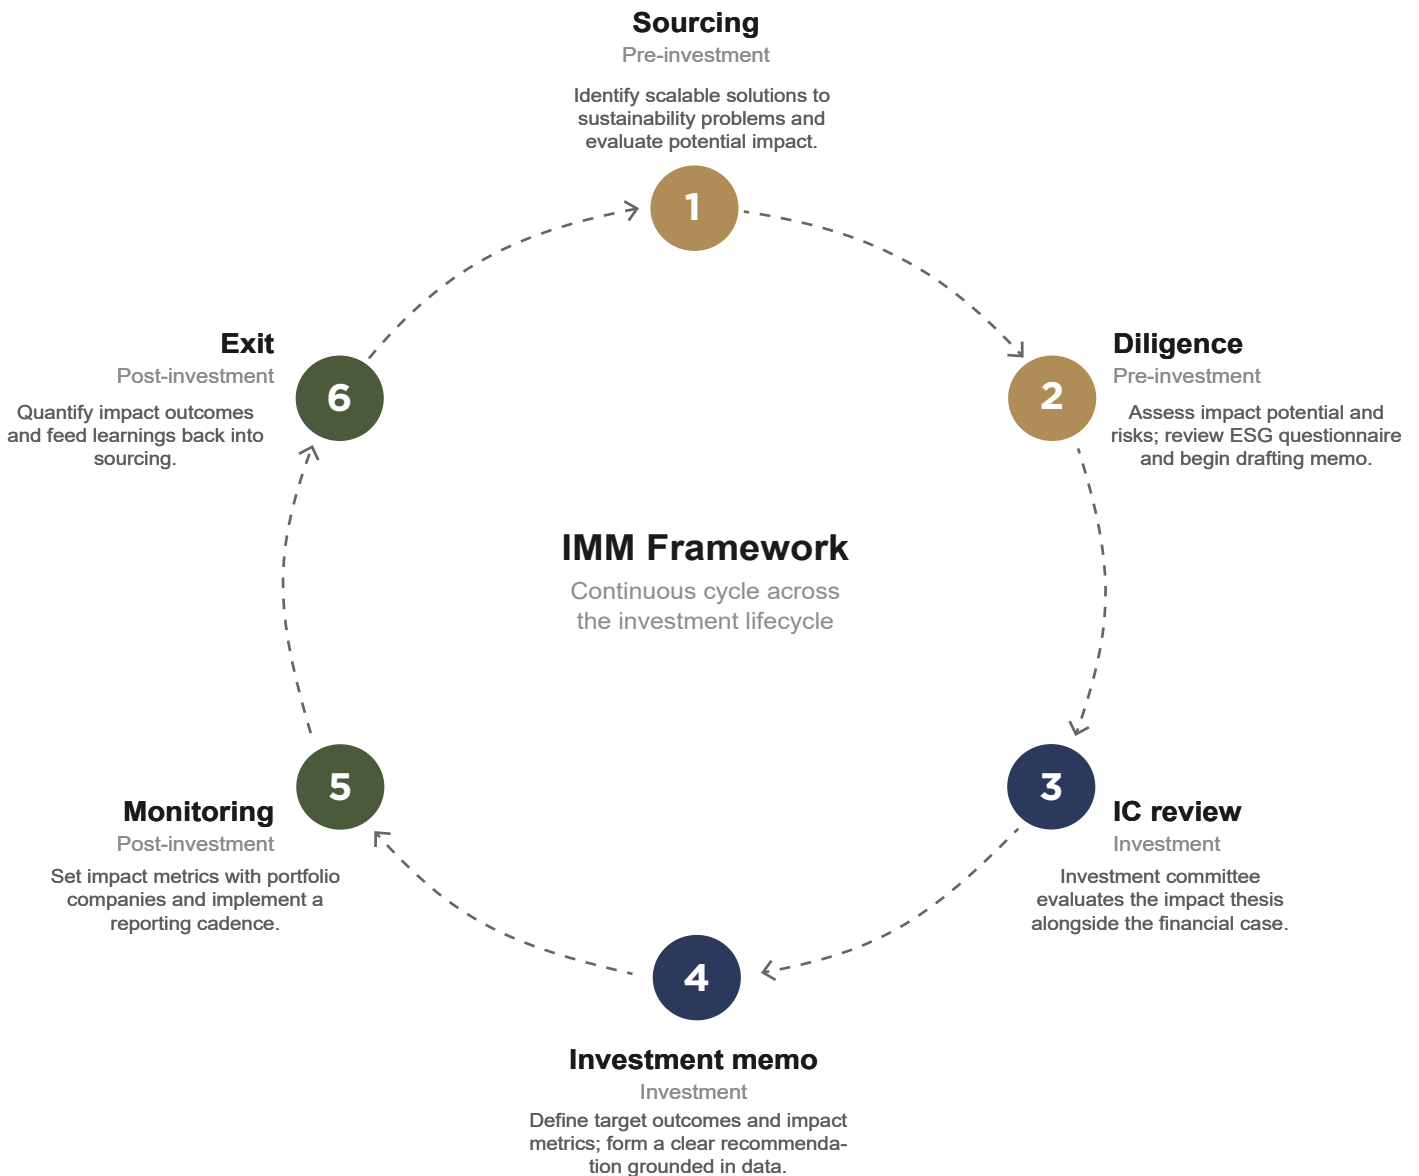 Sourcing
Pre-investment
Identify scalable solutions to
sustainability problems and
evaluate potential impact.
1
Diligence
Pre-investment
Assess impact potential and
risks; review ESG questionnaire
and begin drafting memo.
2
IC review
Investment
Investment committee
evaluates the impact thesis
alongside the financial case.
3
4
Investment memo
Investment
Define target outcomes and impact
metrics; form a clear recommenda-
tion grounded in data.
5
Monitoring
Post-investment
Set impact metrics with portfolio
companies and implement a
reporting cadence.
6
Exit
Post-investment
Quantify impact outcomes
and feed learnings back into
sourcing.
IMM Framework
Continuous cycle across
the investment lifecycle